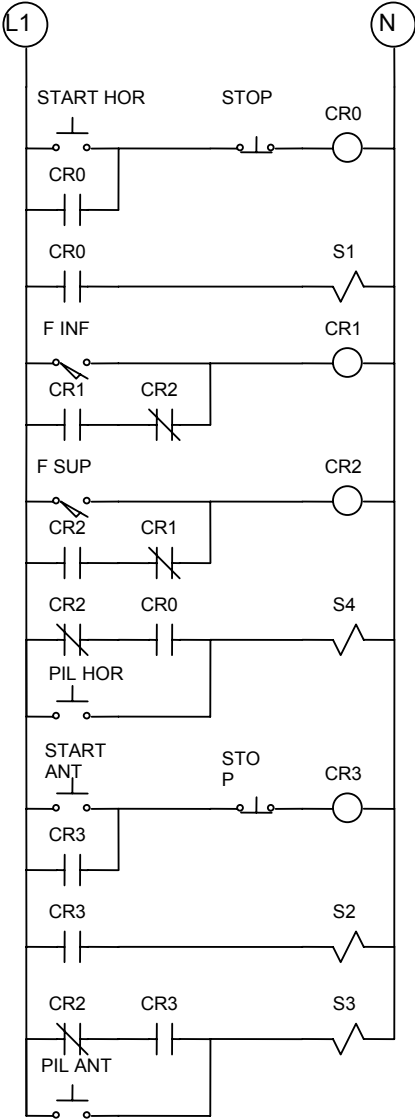 L1 N
START HOR STOP CR0
CR0
CR0 S1
F INF CR1
CR1 CR2
F SUP CR2
CR2 CR1
CR2 CR0 S4
PIL HOR
START
ANT
STO
P
CR3
CR3
CR3 S2
CR2 CR3 S3
PIL ANT